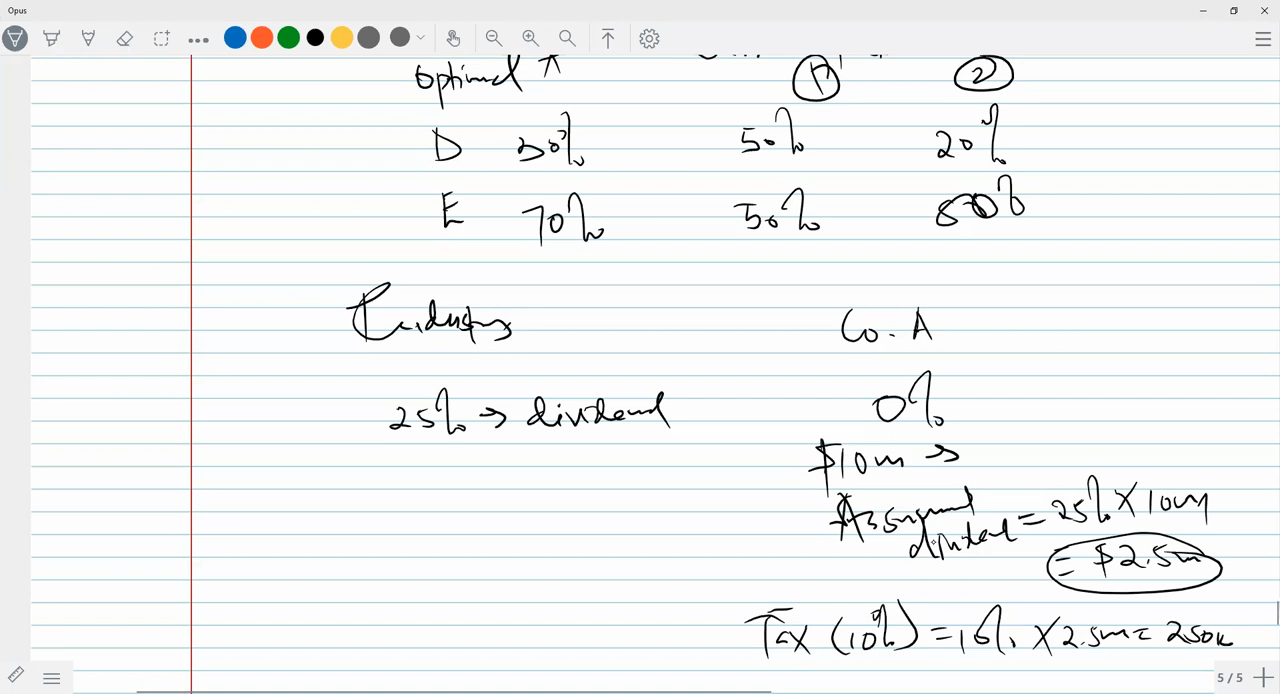 Opus
Optimal
1
2
D 30% 50% 20%
E 70% 50% 80%
Industry Co. A
25% → dividend 0%
$10m →
Assumed dividend = 25% × 10m
= $2.5m
Tax (10%) = 10% × 2.5m = 250k
5 / 5